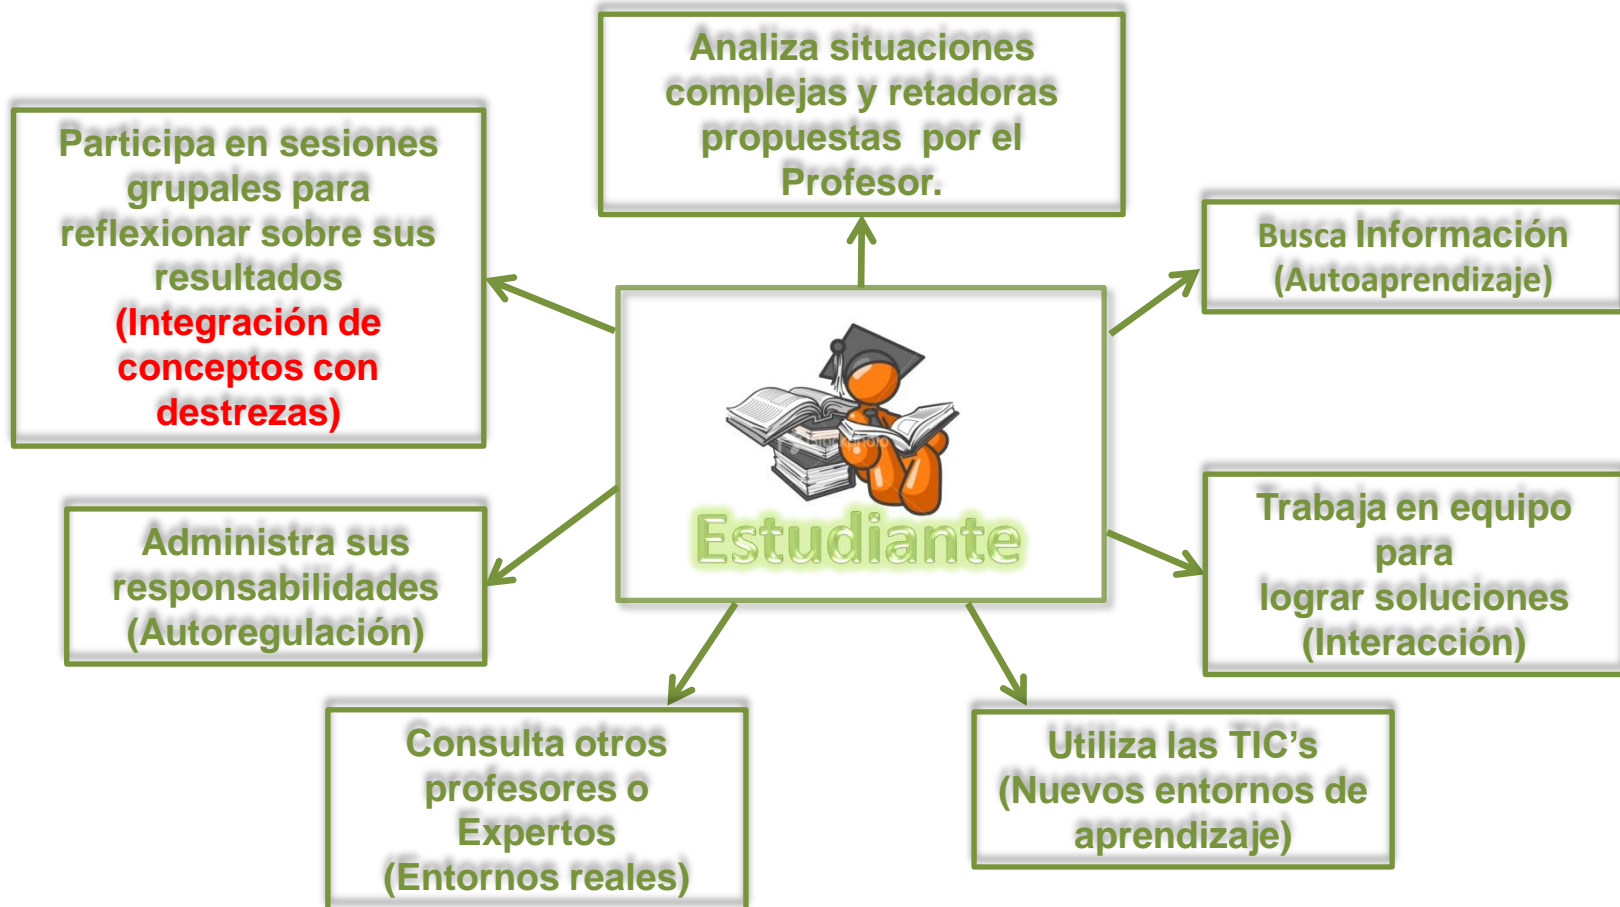 Analiza situaciones
complejas y retadoras
propuestas por el
Profesor.
Participa en sesiones
grupales para
reflexionar sobre sus
resultados
(Integración de
conceptos con
destrezas)
Busca Información
(Autoaprendizaje)
iStockphoto
Estudiante
Administra sus
responsabilidades
(Autoregulación)
Trabaja en equipo
para
lograr soluciones
(Interacción)
Consulta otros
profesores o
Expertos
(Entornos reales)
Utiliza las TIC’s
(Nuevos entornos de
aprendizaje)